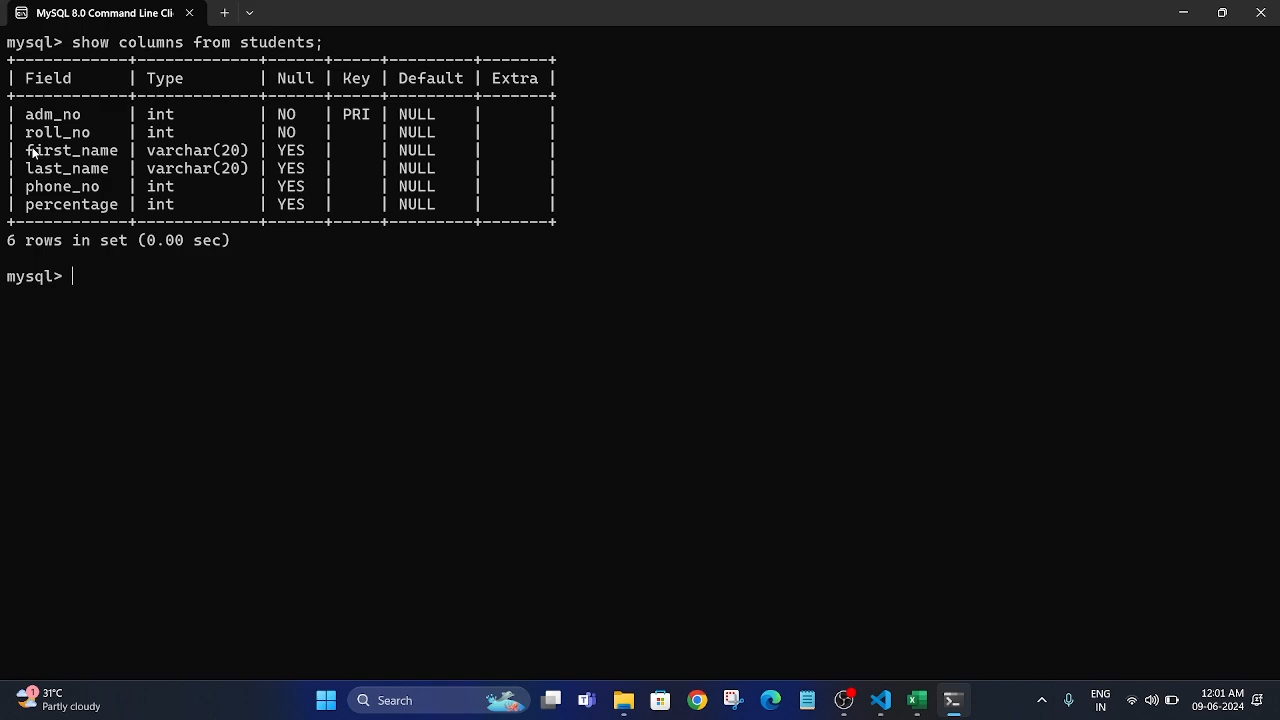 MySQL 8.0 Command Line Cli
mysql> show columns from students;
+------------+-------------+------+-----+---------+-------+
| Field      | Type        | Null | Key | Default | Extra |
+------------+-------------+------+-----+---------+-------+
| adm_no     | int         | NO   | PRI | NULL    |       |
| roll_no    | int         | NO   |     | NULL    |       |
| first_name | varchar(20) | YES  |     | NULL    |       |
| last_name  | varchar(20) | YES  |     | NULL    |       |
| phone_no   | int         | YES  |     | NULL    |       |
| percentage | int         | YES  |     | NULL    |       |
+------------+-------------+------+-----+---------+-------+
6 rows in set (0.00 sec)
mysql>
1 31°C
Partly cloudy
Search
ENG
IN
12:01 AM
09-06-2024